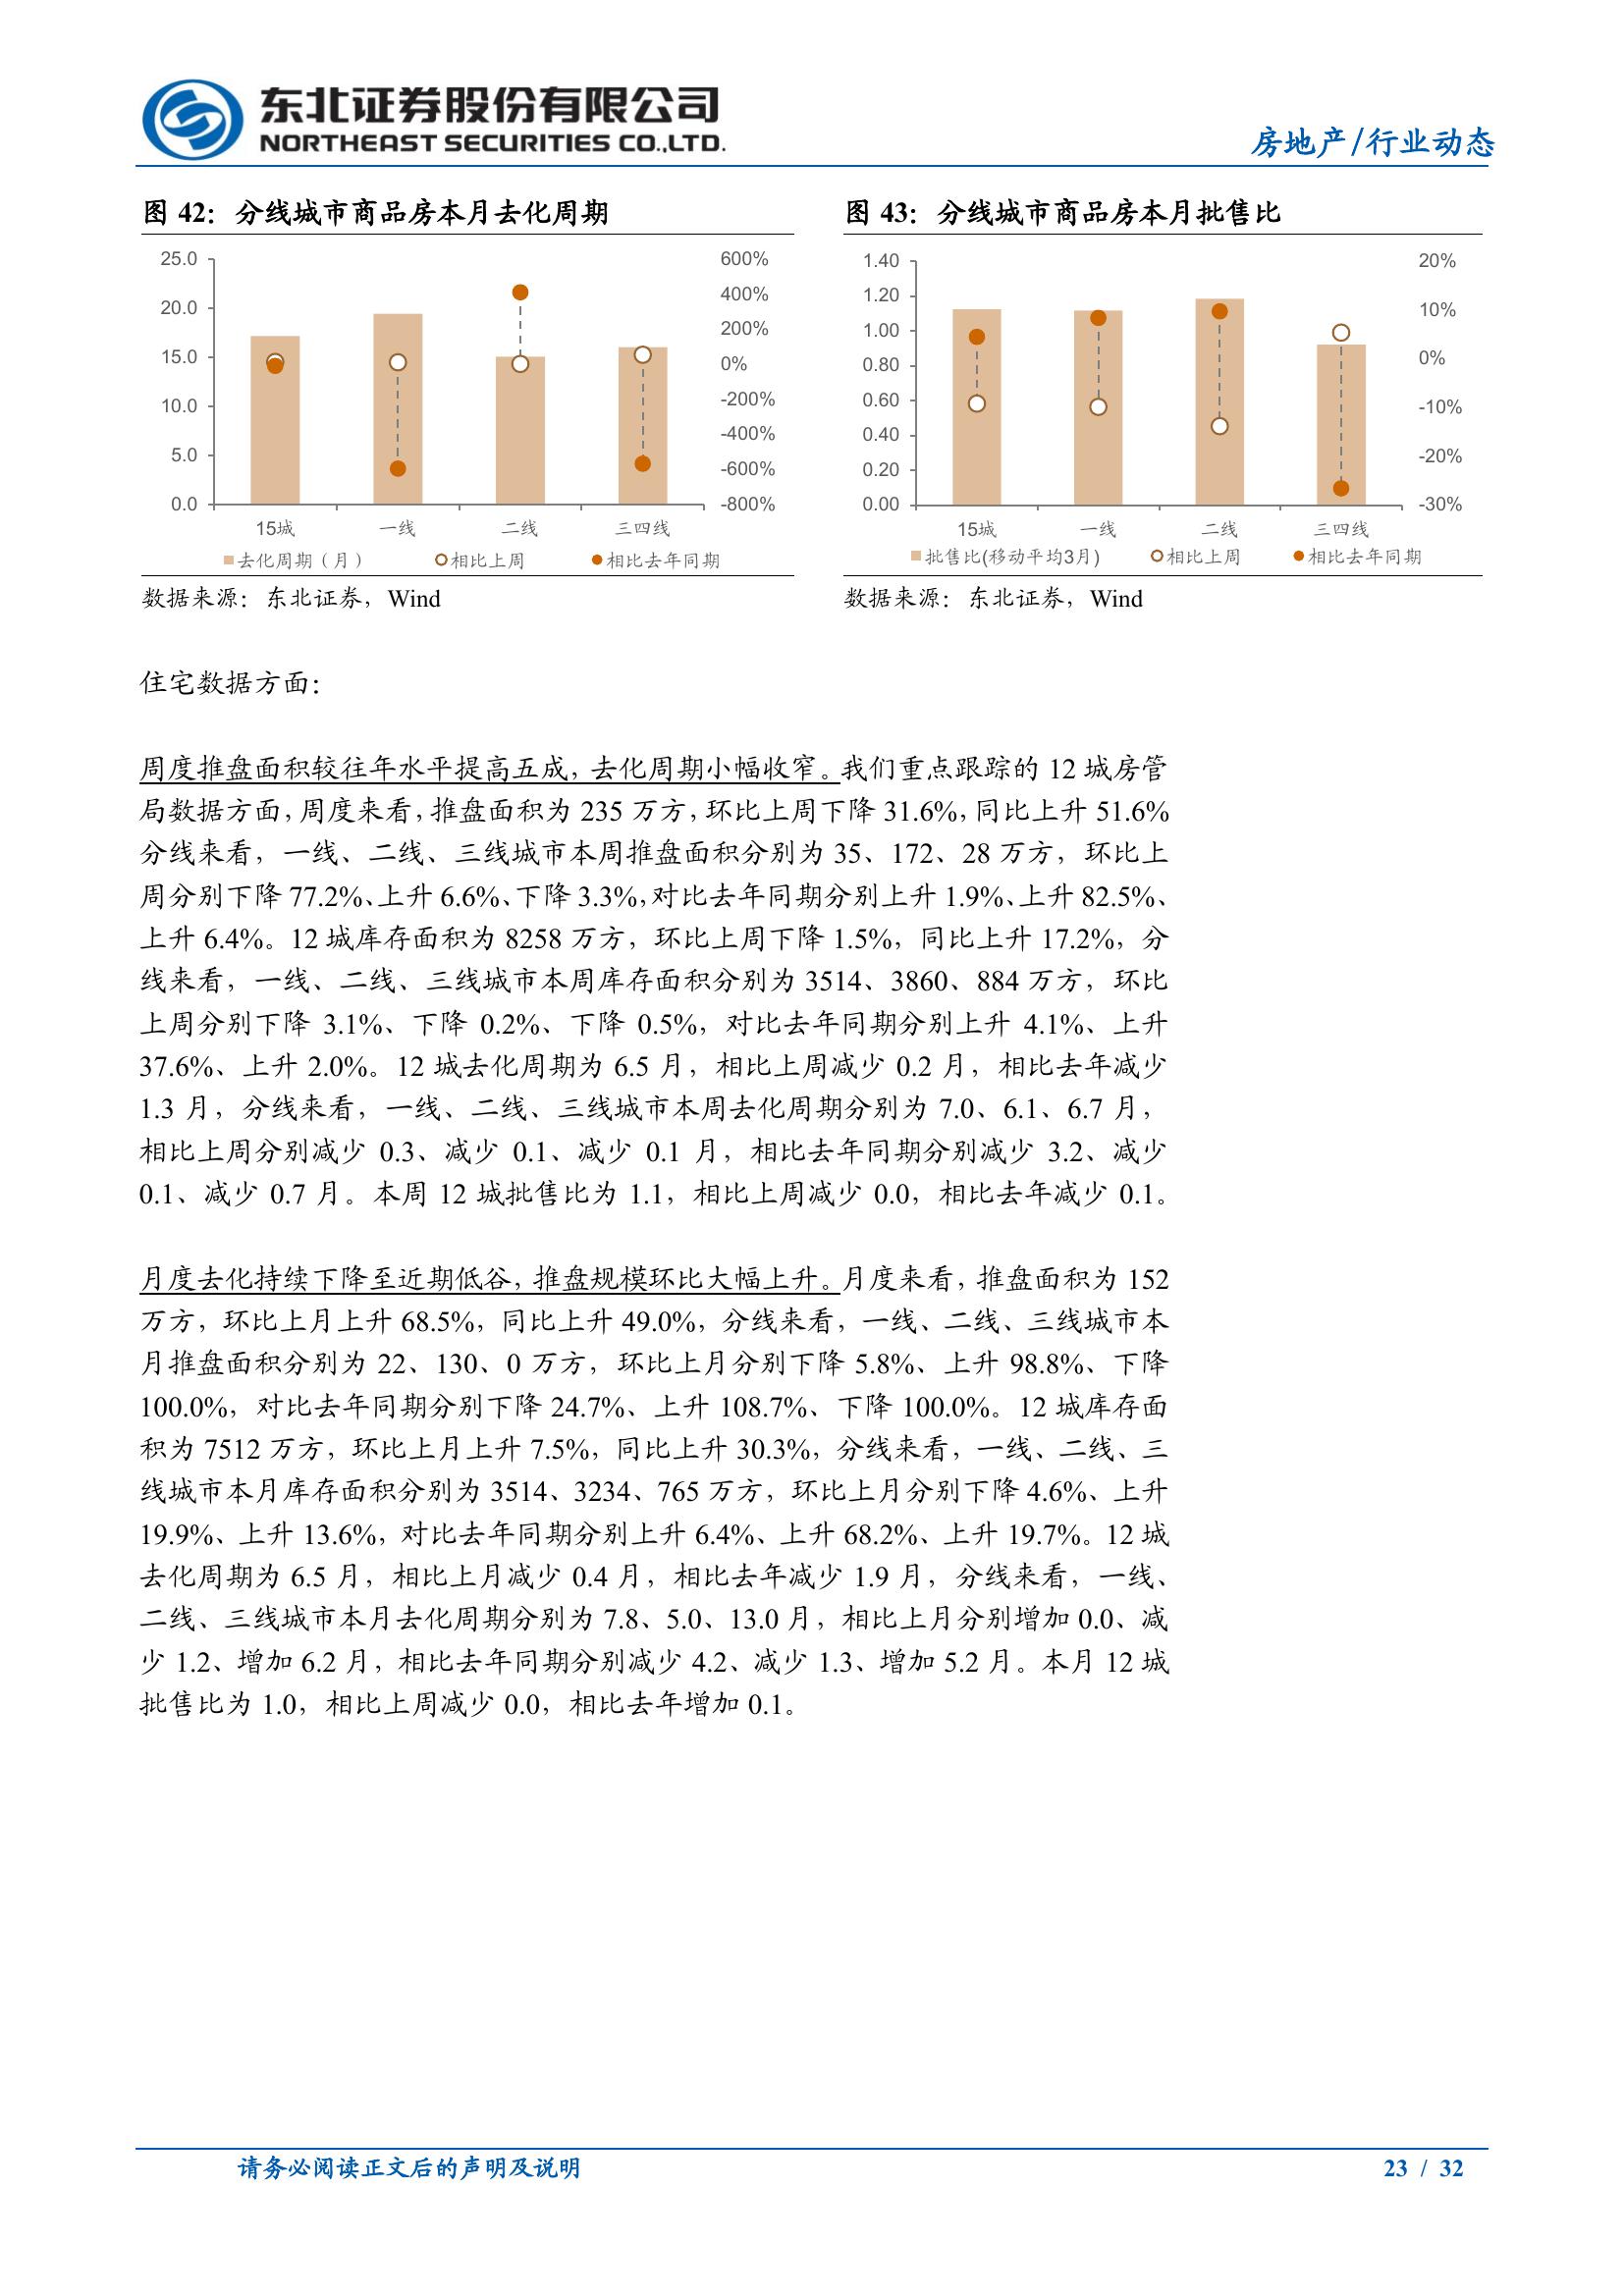 东北证券股份有限公司
NORTHEAST SECURITIES CO.,LTD.
房地产/行业动态
图 42：分线城市商品房本月去化周期
25.0
20.0
15.0
10.0
5.0
0.0
600%
400%
200%
0%
-200%
-400%
-600%
-800%
15城 一线 二线 三四线
去化周期（月） 相比上周 相比去年同期
数据来源：东北证券，Wind
图 43：分线城市商品房本月批售比
1.40
1.20
1.00
0.80
0.60
0.40
0.20
0.00
20%
10%
0%
-10%
-20%
-30%
15城 一线 二线 三四线
批售比(移动平均3月) 相比上周 相比去年同期
数据来源：东北证券，Wind
住宅数据方面：
周度推盘面积较往年水平提高五成，去化周期小幅收窄。我们重点跟踪的 12 城房管
局数据方面，周度来看，推盘面积为 235 万方，环比上周下降 31.6%，同比上升 51.6%
分线来看，一线、二线、三线城市本周推盘面积分别为 35、172、28 万方，环比上
周分别下降 77.2%、上升 6.6%、下降 3.3%，对比去年同期分别上升 1.9%、上升 82.5%、
上升 6.4%。12 城库存面积为 8258 万方，环比上周下降 1.5%，同比上升 17.2%，分
线来看，一线、二线、三线城市本周库存面积分别为 3514、3860、884 万方，环比
上周分别下降 3.1%、下降 0.2%、下降 0.5%，对比去年同期分别上升 4.1%、上升
37.6%、上升 2.0%。12 城去化周期为 6.5 月，相比上周减少 0.2 月，相比去年减少
1.3 月，分线来看，一线、二线、三线城市本周去化周期分别为 7.0、6.1、6.7 月，
相比上周分别减少 0.3、减少 0.1、减少 0.1 月，相比去年同期分别减少 3.2、减少
0.1、减少 0.7 月。本周 12 城批售比为 1.1，相比上周减少 0.0，相比去年减少 0.1。
月度去化持续下降至近期低谷，推盘规模环比大幅上升。月度来看，推盘面积为 152
万方，环比上月上升 68.5%，同比上升 49.0%，分线来看，一线、二线、三线城市本
月推盘面积分别为 22、130、0 万方，环比上月分别下降 5.8%、上升 98.8%、下降
100.0%，对比去年同期分别下降 24.7%、上升 108.7%、下降 100.0%。12 城库存面
积为 7512 万方，环比上月上升 7.5%，同比上升 30.3%，分线来看，一线、二线、三
线城市本月库存面积分别为 3514、3234、765 万方，环比上月分别下降 4.6%、上升
19.9%、上升 13.6%，对比去年同期分别上升 6.4%、上升 68.2%、上升 19.7%。12 城
去化周期为 6.5 月，相比上月减少 0.4 月，相比去年减少 1.9 月，分线来看，一线、
二线、三线城市本月去化周期分别为 7.8、5.0、13.0 月，相比上月分别增加 0.0、减
少 1.2、增加 6.2 月，相比去年同期分别减少 4.2、减少 1.3、增加 5.2 月。本月 12 城
批售比为 1.0，相比上周减少 0.0，相比去年增加 0.1。
请务必阅读正文后的声明及说明
23 / 32